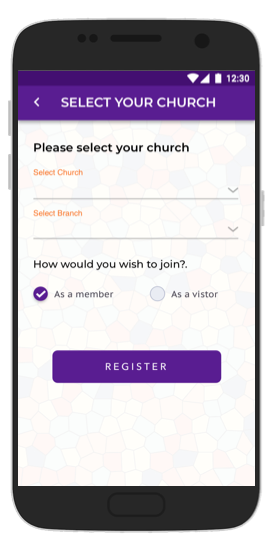 12:30
SELECT YOUR CHURCH
Please select your church
Select Church
Select Branch
How would you wish to join?.
As a member As a vistor
REGISTER